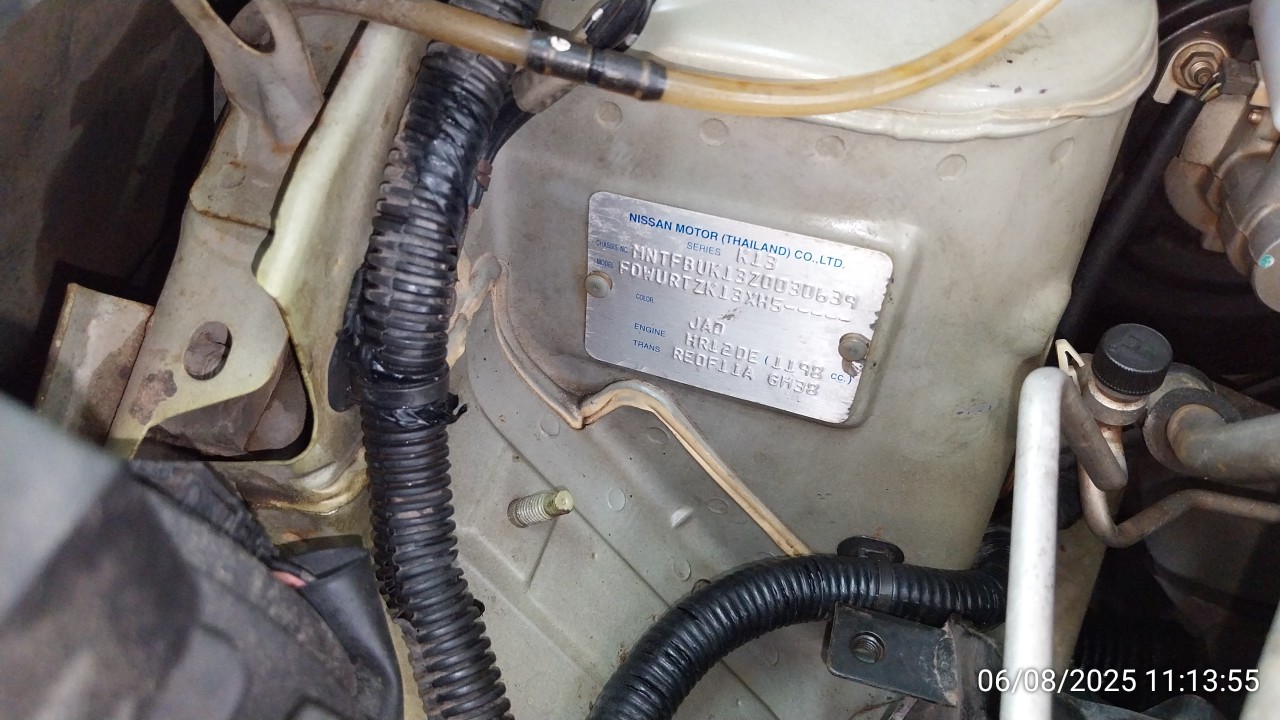 NISSAN MOTOR (THAILAND) CO.,LTD.
SERIES K13
CHASSIS NO. MNTFBUK13Z0030639
MODEL FDWURTZK13XH5-----
COLOR
JAO
ENGINE HR12DE (1198 cc.)
TRANS RE0F11A GH38
06/08/2025 11:13:55